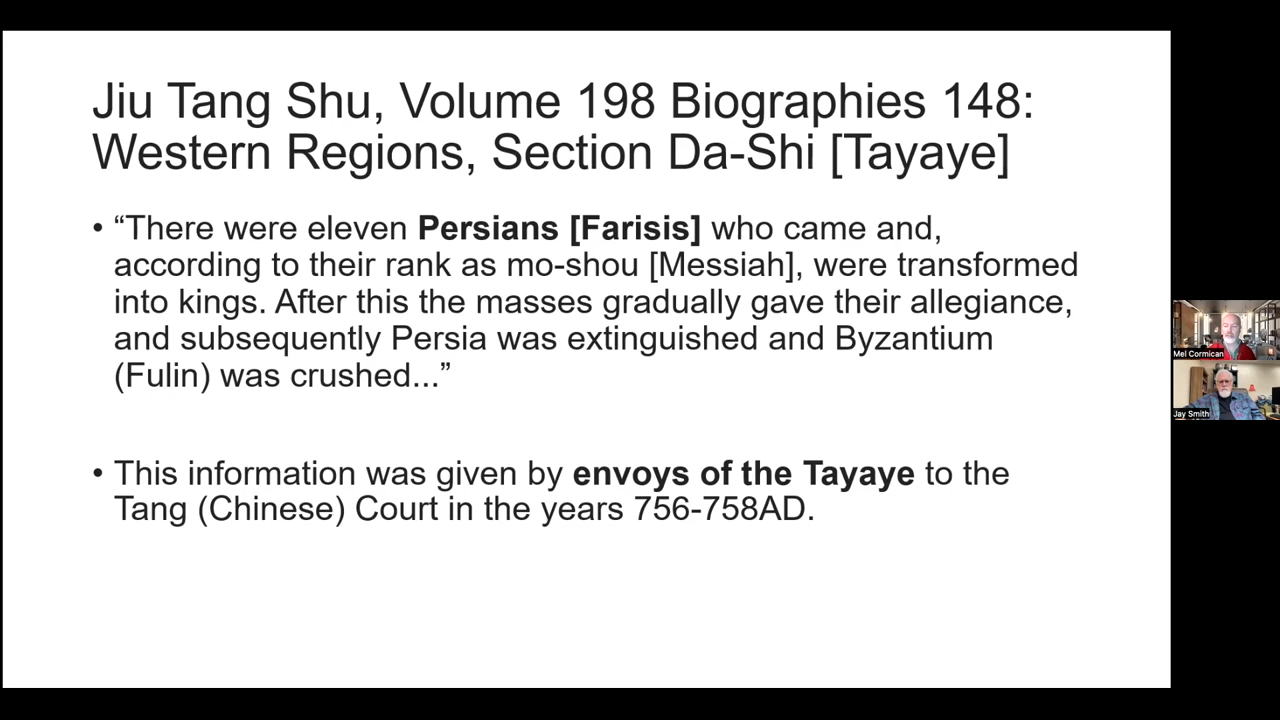 Jiu Tang Shu, Volume 198 Biographies 148:
Western Regions, Section Da-Shi [Tayaye]
• “There were eleven Persians [Farisis] who came and,
according to their rank as mo-shou [Messiah], were transformed
into kings. After this the masses gradually gave their allegiance,
and subsequently Persia was extinguished and Byzantium
(Fulin) was crushed...”
• This information was given by envoys of the Tayaye to the
Tang (Chinese) Court in the years 756-758AD.
Mel Cormican
Jay Smith